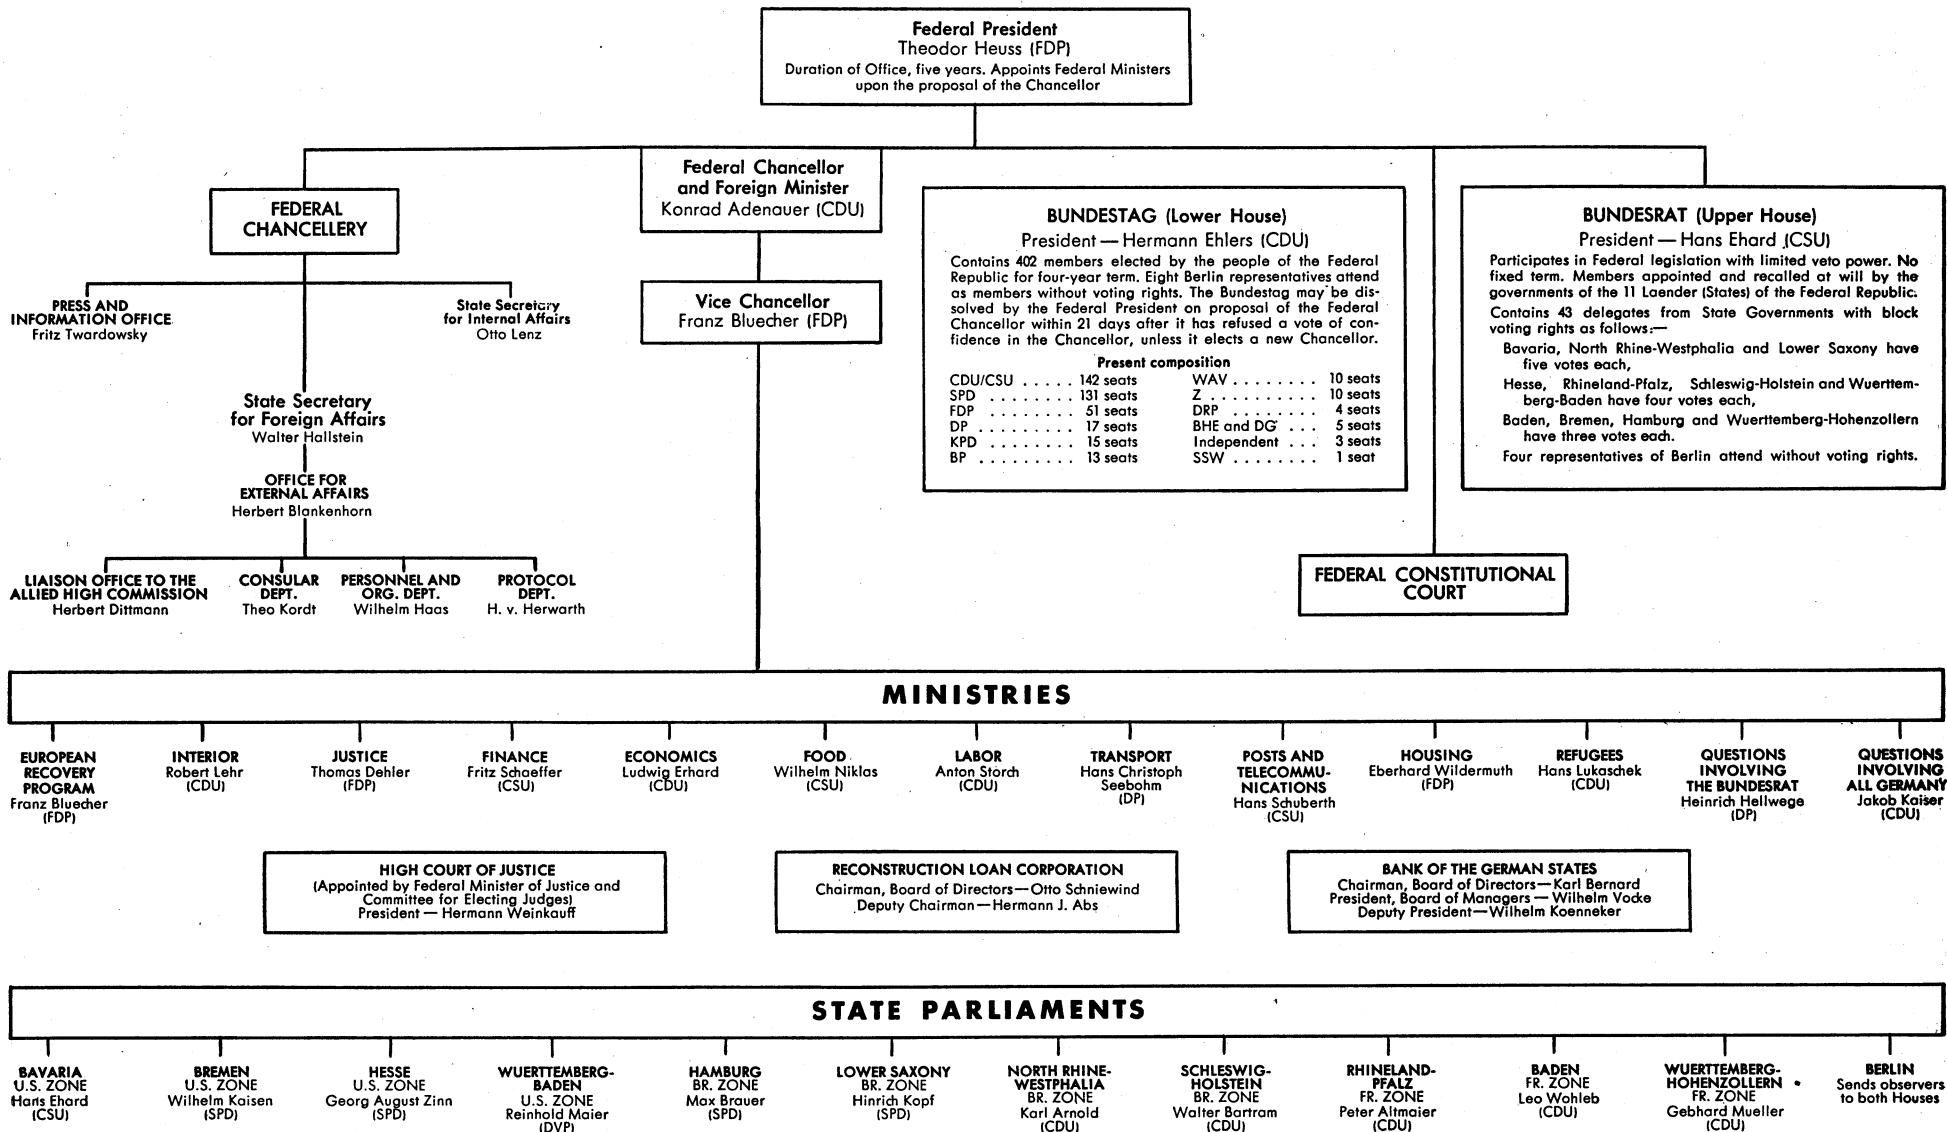 Federal President
Theodor Heuss (FDP)
Duration of Office, five years. Appoints Federal Ministers
upon the proposal of the Chancellor
FEDERAL
CHANCELLERY
PRESS AND
INFORMATION OFFICE
Fritz Twardowsky
State Secretary
for Internal Affairs
Otto Lenz
State Secretary
for Foreign Affairs
Walter Hallstein
OFFICE FOR
EXTERNAL AFFAIRS
Herbert Blankenhorn
LIAISON OFFICE TO THE
ALLIED HIGH COMMISSION
Herbert Dittmann
CONSULAR
DEPT.
Theo Kordt
PERSONNEL AND
ORG. DEPT.
Wilhelm Haas
PROTOCOL
DEPT.
H. v. Herwarth
Federal Chancellor
and Foreign Minister
Konrad Adenauer (CDU)
Vice Chancellor
Franz Bluecher (FDP)
BUNDESTAG (Lower House)
President — Hermann Ehlers (CDU)
Contains 402 members elected by the people of the Federal
Republic for four-year term. Eight Berlin representatives attend
as members without voting rights. The Bundestag may be dis-
solved by the Federal President on proposal of the Federal
Chancellor within 21 days after it has refused a vote of con-
fidence in the Chancellor, unless it elects a new Chancellor.
Present composition
CDU/CSU . . . . . 142 seats
SPD . . . . . . . . . 131 seats
FDP . . . . . . . . 51 seats
DP . . . . . . . . . 17 seats
KPD . . . . . . . . 15 seats
BP . . . . . . . . . 13 seats
WAV . . . . . . . . 10 seats
Z . . . . . . . . . . 10 seats
DRP . . . . . . . . 4 seats
BHE and DG . . . 5 seats
Independent . . . 3 seats
SSW . . . . . . . . 1 seat
BUNDESRAT (Upper House)
President — Hans Ehard (CSU)
Participates in Federal legislation with limited veto power. No
fixed term. Members appointed and recalled at will by the
governments of the 11 Laender (States) of the Federal Republic.
Contains 43 delegates from State Governments with block
voting rights as follows:—
Bavaria, North Rhine-Westphalia and Lower Saxony have
five votes each,
Hesse, Rhineland-Pfalz, Schleswig-Holstein and Wuerttem-
berg-Baden have four votes each,
Baden, Bremen, Hamburg and Wuerttemberg-Hohenzollern
have three votes each.
Four representatives of Berlin attend without voting rights.
FEDERAL CONSTITUTIONAL
COURT
MINISTRIES
EUROPEAN
RECOVERY
PROGRAM
Franz Bluecher
(FDP)
INTERIOR
Robert Lehr
(CDU)
JUSTICE
Thomas Dehler
(FDP)
FINANCE
Fritz Schaeffer
(CSU)
ECONOMICS
Ludwig Erhard
(CDU)
FOOD
Wilhelm Niklas
(CSU)
LABOR
Anton Storch
(CDU)
TRANSPORT
Hans Christoph
Seebohm
(DP)
POSTS AND
TELECOMMU-
NICATIONS
Hans Schuberth
(CSU)
HOUSING
Eberhard Wildermuth
(FDP)
REFUGEES
Hans Lukaschek
(CDU)
QUESTIONS
INVOLVING
THE BUNDESRAT
Heinrich Hellwege
(DP)
QUESTIONS
INVOLVING
ALL GERMANY
Jakob Kaiser
(CDU)
HIGH COURT OF JUSTICE
(Appointed by Federal Minister of Justice and
Committee for Electing Judges)
President — Hermann Weinkauff
RECONSTRUCTION LOAN CORPORATION
Chairman, Board of Directors—Otto Schniewind
Deputy Chairman—Hermann J. Abs
BANK OF THE GERMAN STATES
Chairman, Board of Directors—Karl Bernard
President, Board of Managers — Wilhelm Vocke
Deputy President—Wilhelm Koenneker
STATE PARLIAMENTS
BAVARIA
U.S. ZONE
Hans Ehard
(CSU)
BREMEN
U.S. ZONE
Wilhelm Kaisen
(SPD)
HESSE
U.S. ZONE
Georg August Zinn
(SPD)
WUERTTEMBERG-
BADEN
U.S. ZONE
Reinhold Maier
(DVP)
HAMBURG
BR. ZONE
Max Brauer
(SPD)
LOWER SAXONY
BR. ZONE
Hinrich Kopf
(SPD)
NORTH RHINE-
WESTPHALIA
BR. ZONE
Karl Arnold
(CDU)
SCHLESWIG-
HOLSTEIN
BR. ZONE
Walter Bartram
(CDU)
RHINELAND-
PFALZ
FR. ZONE
Peter Altmaier
(CDU)
BADEN
FR. ZONE
Leo Wohleb
(CDU)
WUERTTEMBERG-
HOHENZOLLERN
FR. ZONE
Gebhard Mueller
(CDU)
BERLIN
Sends observers
to both Houses